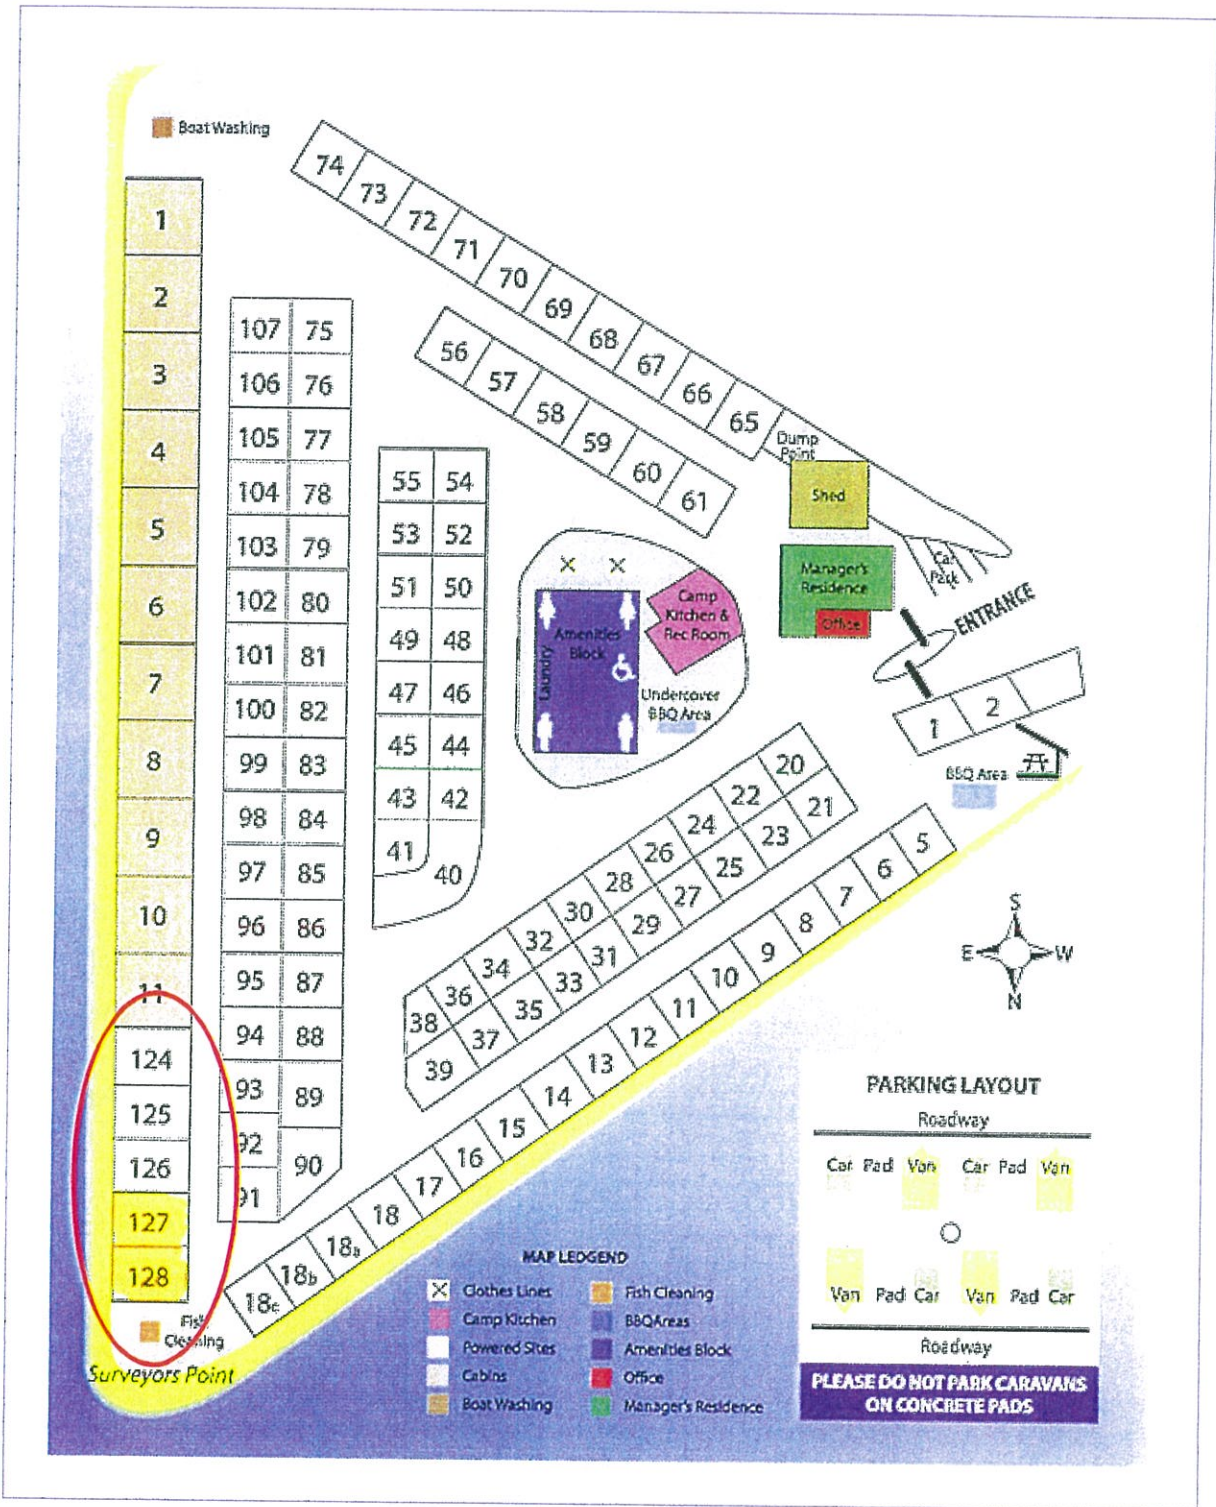 Boat Washing
74
73
72
71
70
69
68
67
66
65
Dump
Point
Shed
1
2
3
4
5
6
7
8
9
10
11
124
125
126
127
128
Fish
Cleaning
Surveyors Point
107 75
106 76
105 77
104 78
103 79
102 80
101 81
100 82
99 83
98 84
97 85
96 86
95 87
94 88
93 89
92
90
91
56
57
58
59
60
61
55 54
53 52
51 50
49 48
47 46
45 44
43 42
41
40
X X
Amenities
Block
Laundry
Camp
Kitchen &
Rec Room
Undercover
BBQ Area
Manager's
Residence
Office
Car
Park
ENTRANCE
1
2
BBQ Area
20
22
21
24
23
26
25
28
27
30
29
32
31
34
33
36
35
38
37
39
5
6
7
8
9
10
11
12
13
14
15
16
17
18
18a
18b
18c
S
E W
N
PARKING LAYOUT
Roadway
Car Pad Van Car Pad Van
Van Pad Car Van Pad Car
Roadway
PLEASE DO NOT PARK CARAVANS
ON CONCRETE PADS
MAP LEDGEND
X Clothes Lines
Camp Kitchen
Powered Sites
Cabins
Boat Washing
Fish Cleaning
BBQAreas
Amenities Block
Office
Manager's Residence